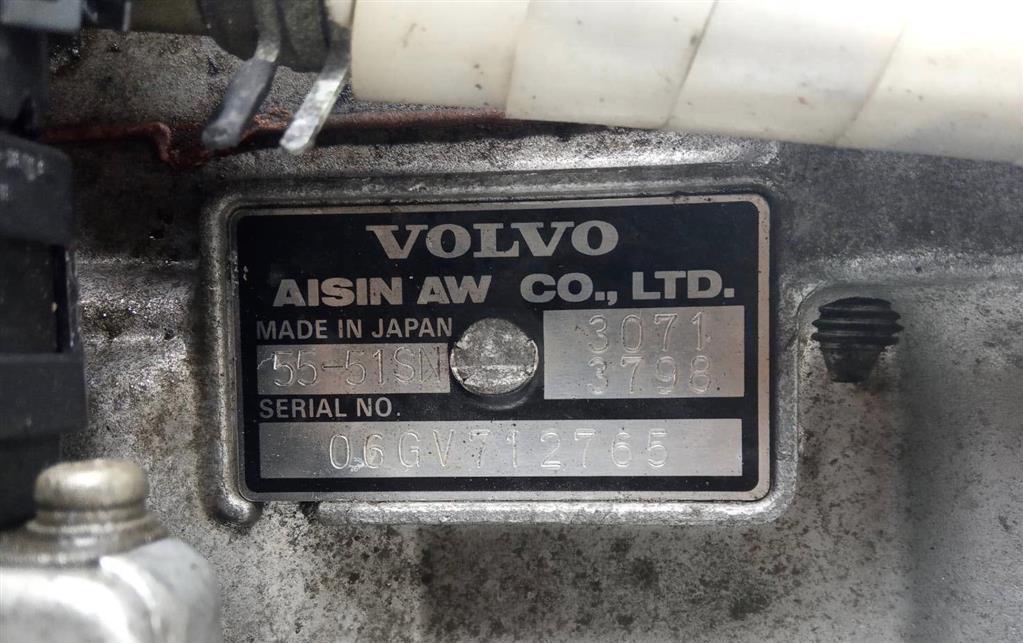 VOLVO
AISIN AW CO., LTD.
MADE IN JAPAN
55-51SN
3071
3798
SERIAL NO.
06GV712765